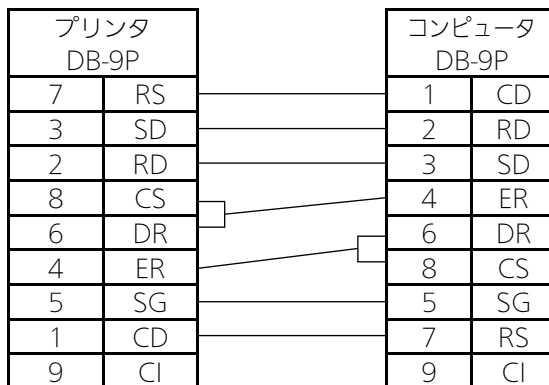 プリンタ コンピュータ
DB-9P DB-9P
7 RS 1 CD
3 SD 2 RD
2 RD 3 SD
8 CS 4 ER
6 DR 6 DR
4 ER 8 CS
5 SG 5 SG
1 CD 7 RS
9 CI 9 CI